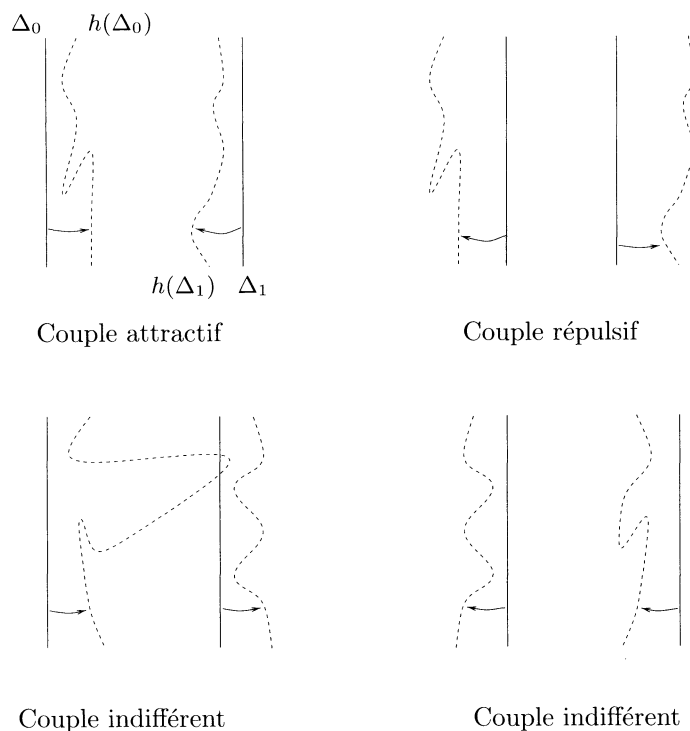 Δ₀ h(Δ₀)
h(Δ₁) Δ₁
Couple attractif
Couple répulsif
Couple indifférent
Couple indifférent